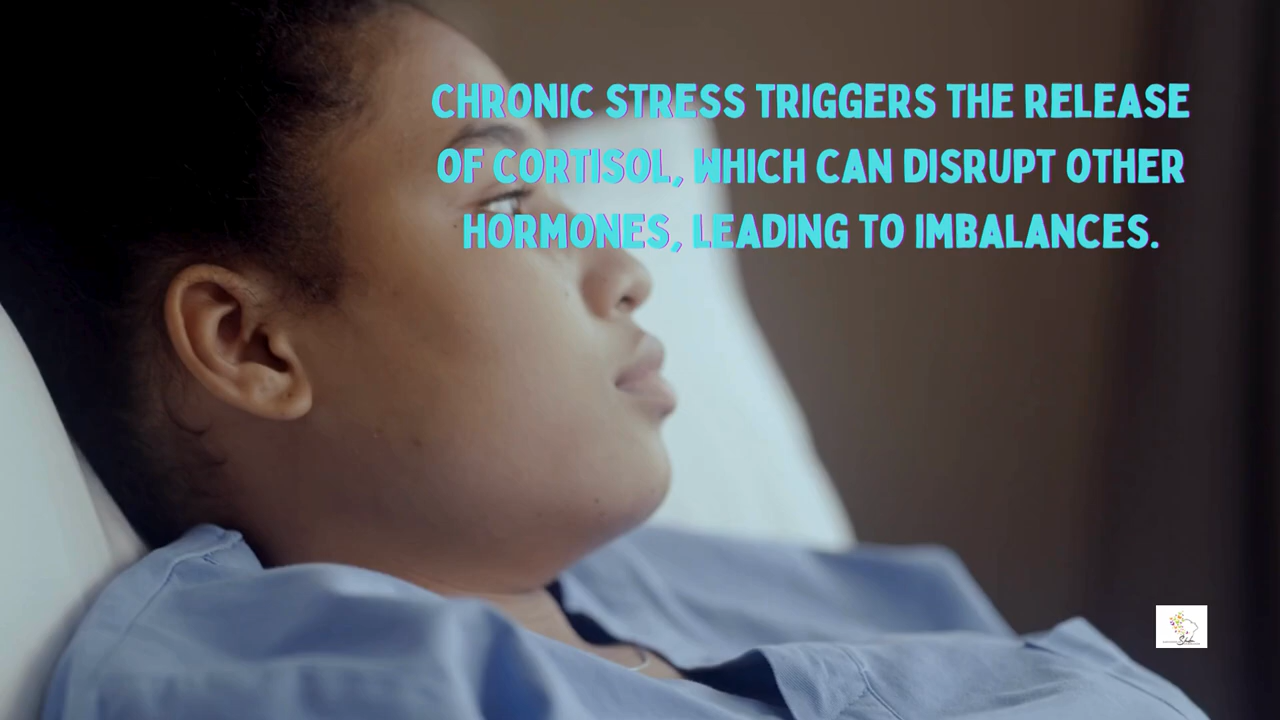 CHRONIC STRESS TRIGGERS THE RELEASE
OF CORTISOL, WHICH CAN DISRUPT OTHER
HORMONES, LEADING TO IMBALANCES.